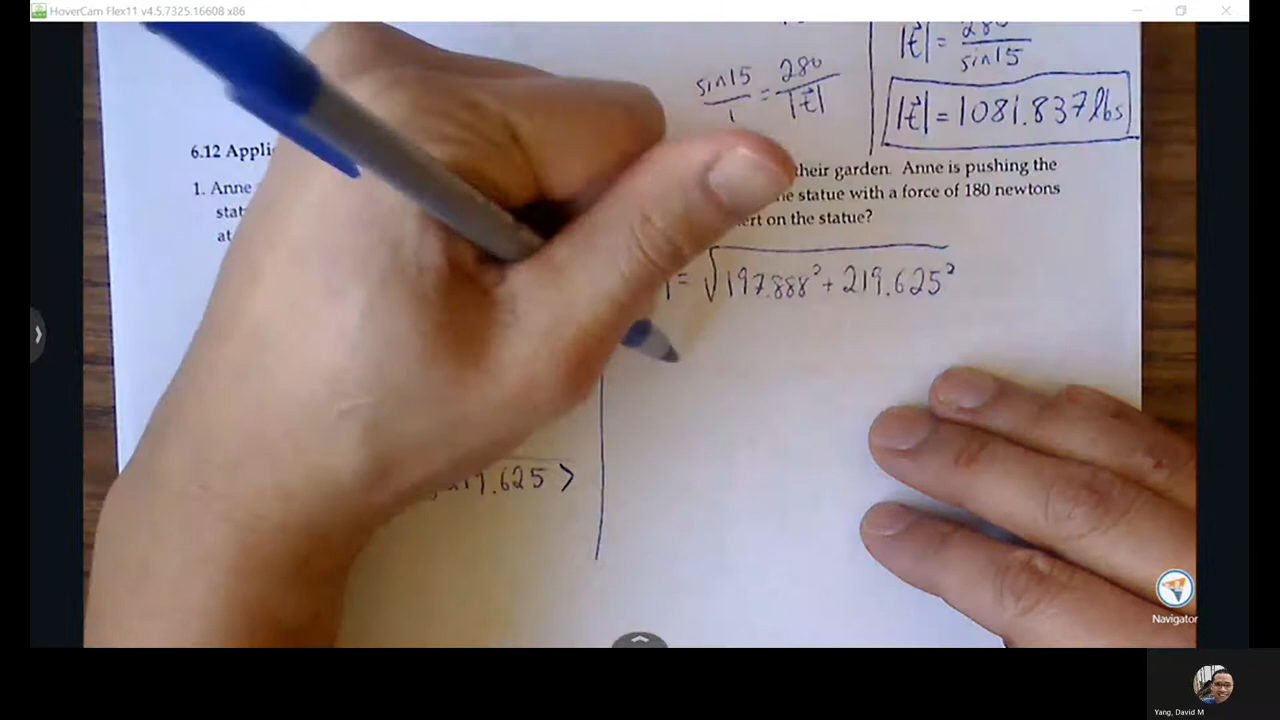 HoverCam Flex11 v4.5.7325.16608 x86
|t⃗| = 280 / sin15
sin15 / 1 = 280 / |t⃗|
|t⃗| = 1081.837 lbs
6.12 Appli
their garden. Anne is pushing the
1. Anne
statue with a force of 180 newtons
stat
on the statue?
at
= √197.888² + 219.625²
219.625 >
Navigator
Yang, David M